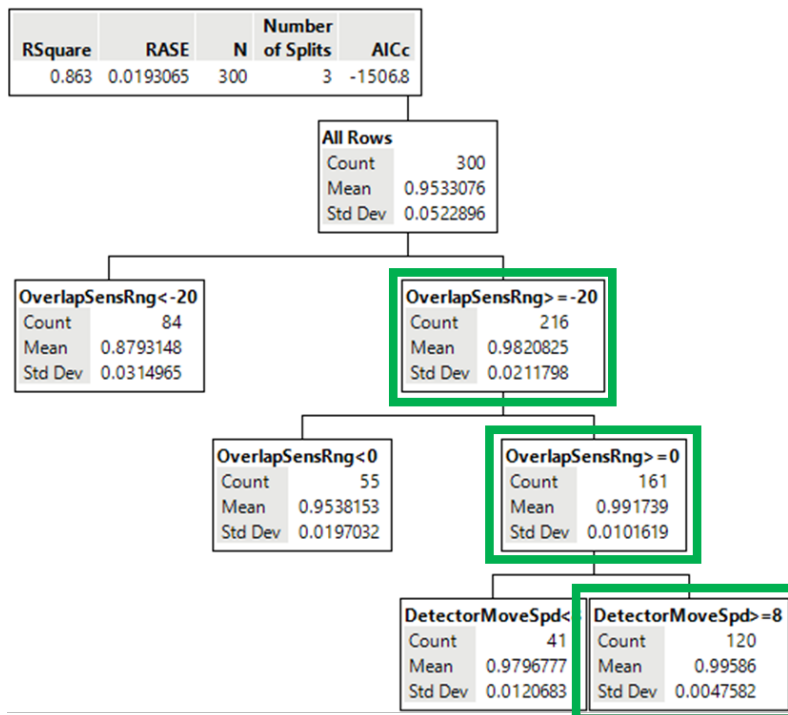 RSquare RASE N Number of Splits AICc
0.863 0.0193065 300 3 -1506.8
All Rows
Count 300
Mean 0.9533076
Std Dev 0.0522896
OverlapSensRng<-20
Count 84
Mean 0.8793148
Std Dev 0.0314965
OverlapSensRng>=-20
Count 216
Mean 0.9820825
Std Dev 0.0211798
OverlapSensRng<0
Count 55
Mean 0.9538153
Std Dev 0.0197032
OverlapSensRng>=0
Count 161
Mean 0.991739
Std Dev 0.0101619
DetectorMoveSpd<
Count 41
Mean 0.9796777
Std Dev 0.0120683
DetectorMoveSpd>=8
Count 120
Mean 0.99586
Std Dev 0.0047582